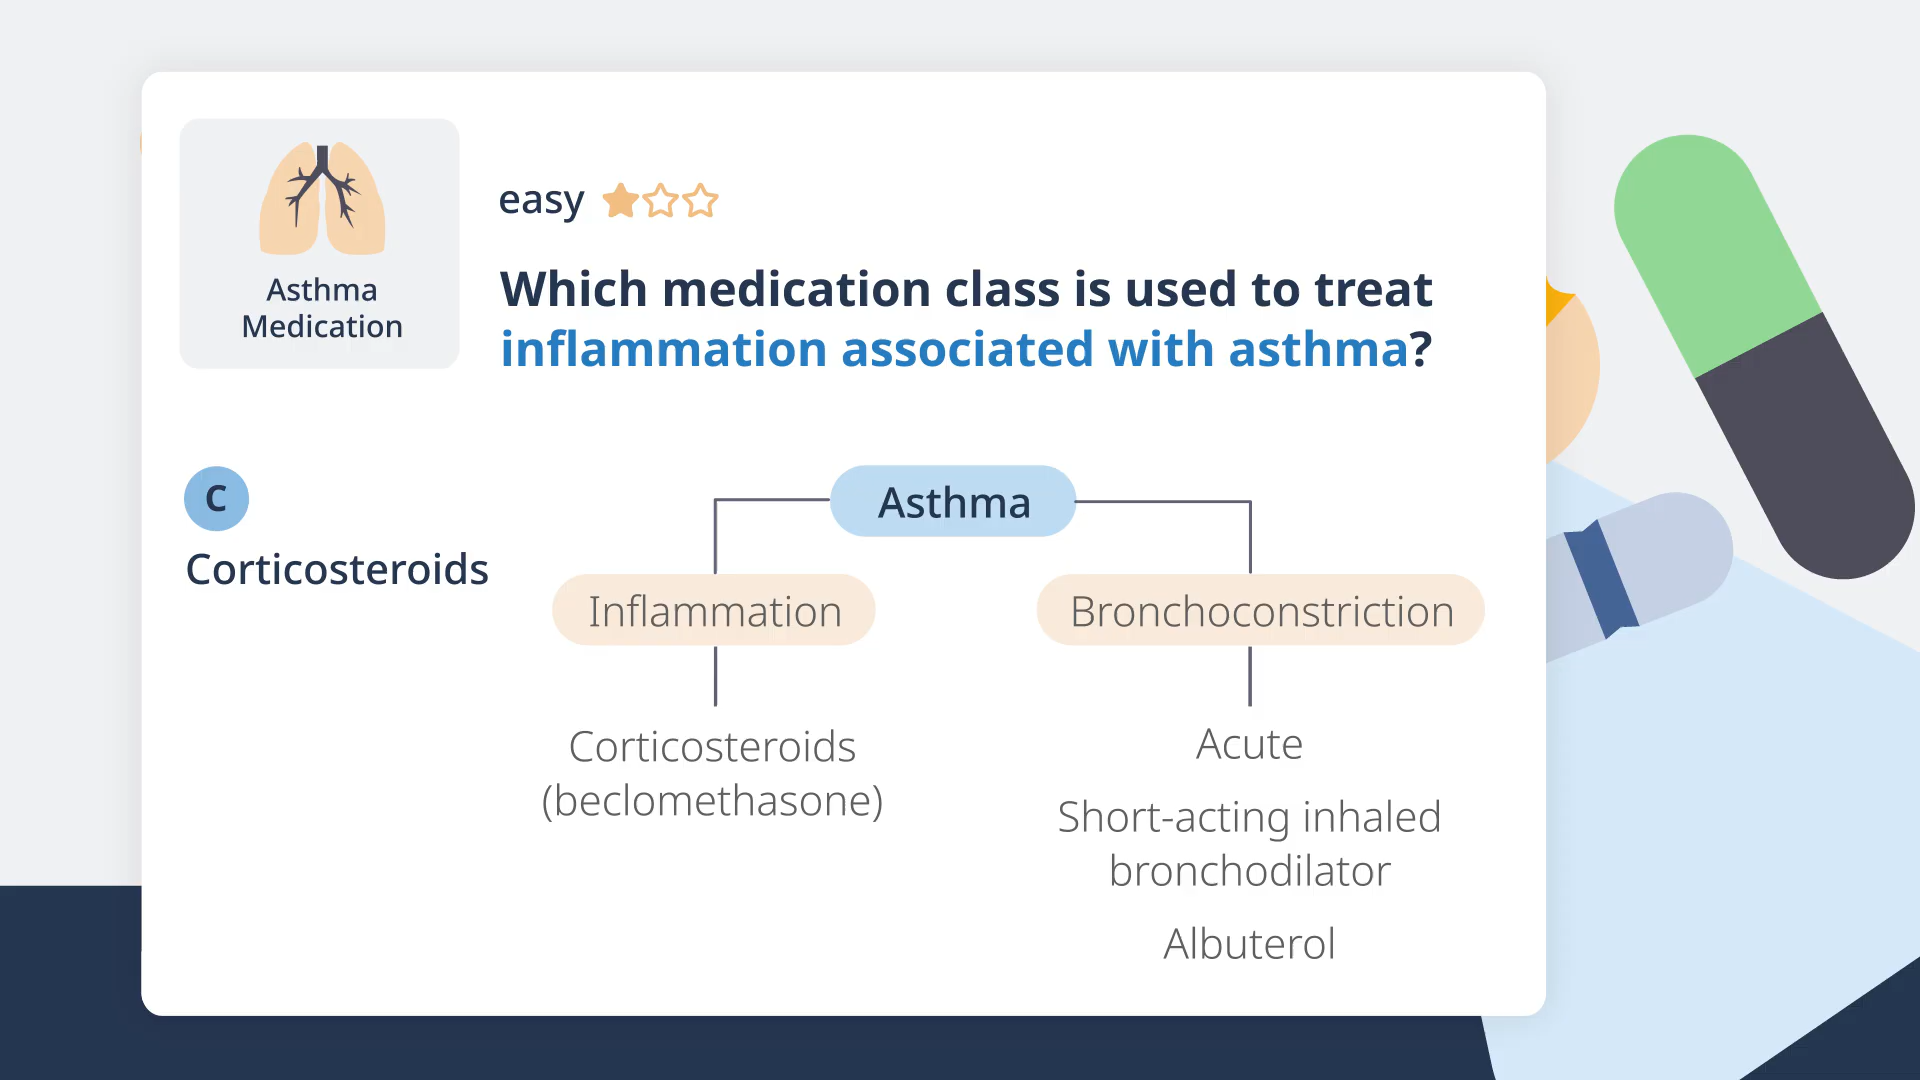 Asthma
Medication
easy
Which medication class is used to treat
inflammation associated with asthma?
C
Corticosteroids
Asthma
Inflammation
Bronchoconstriction
Corticosteroids
(beclomethasone)
Acute
Short-acting inhaled
bronchodilator
Albuterol